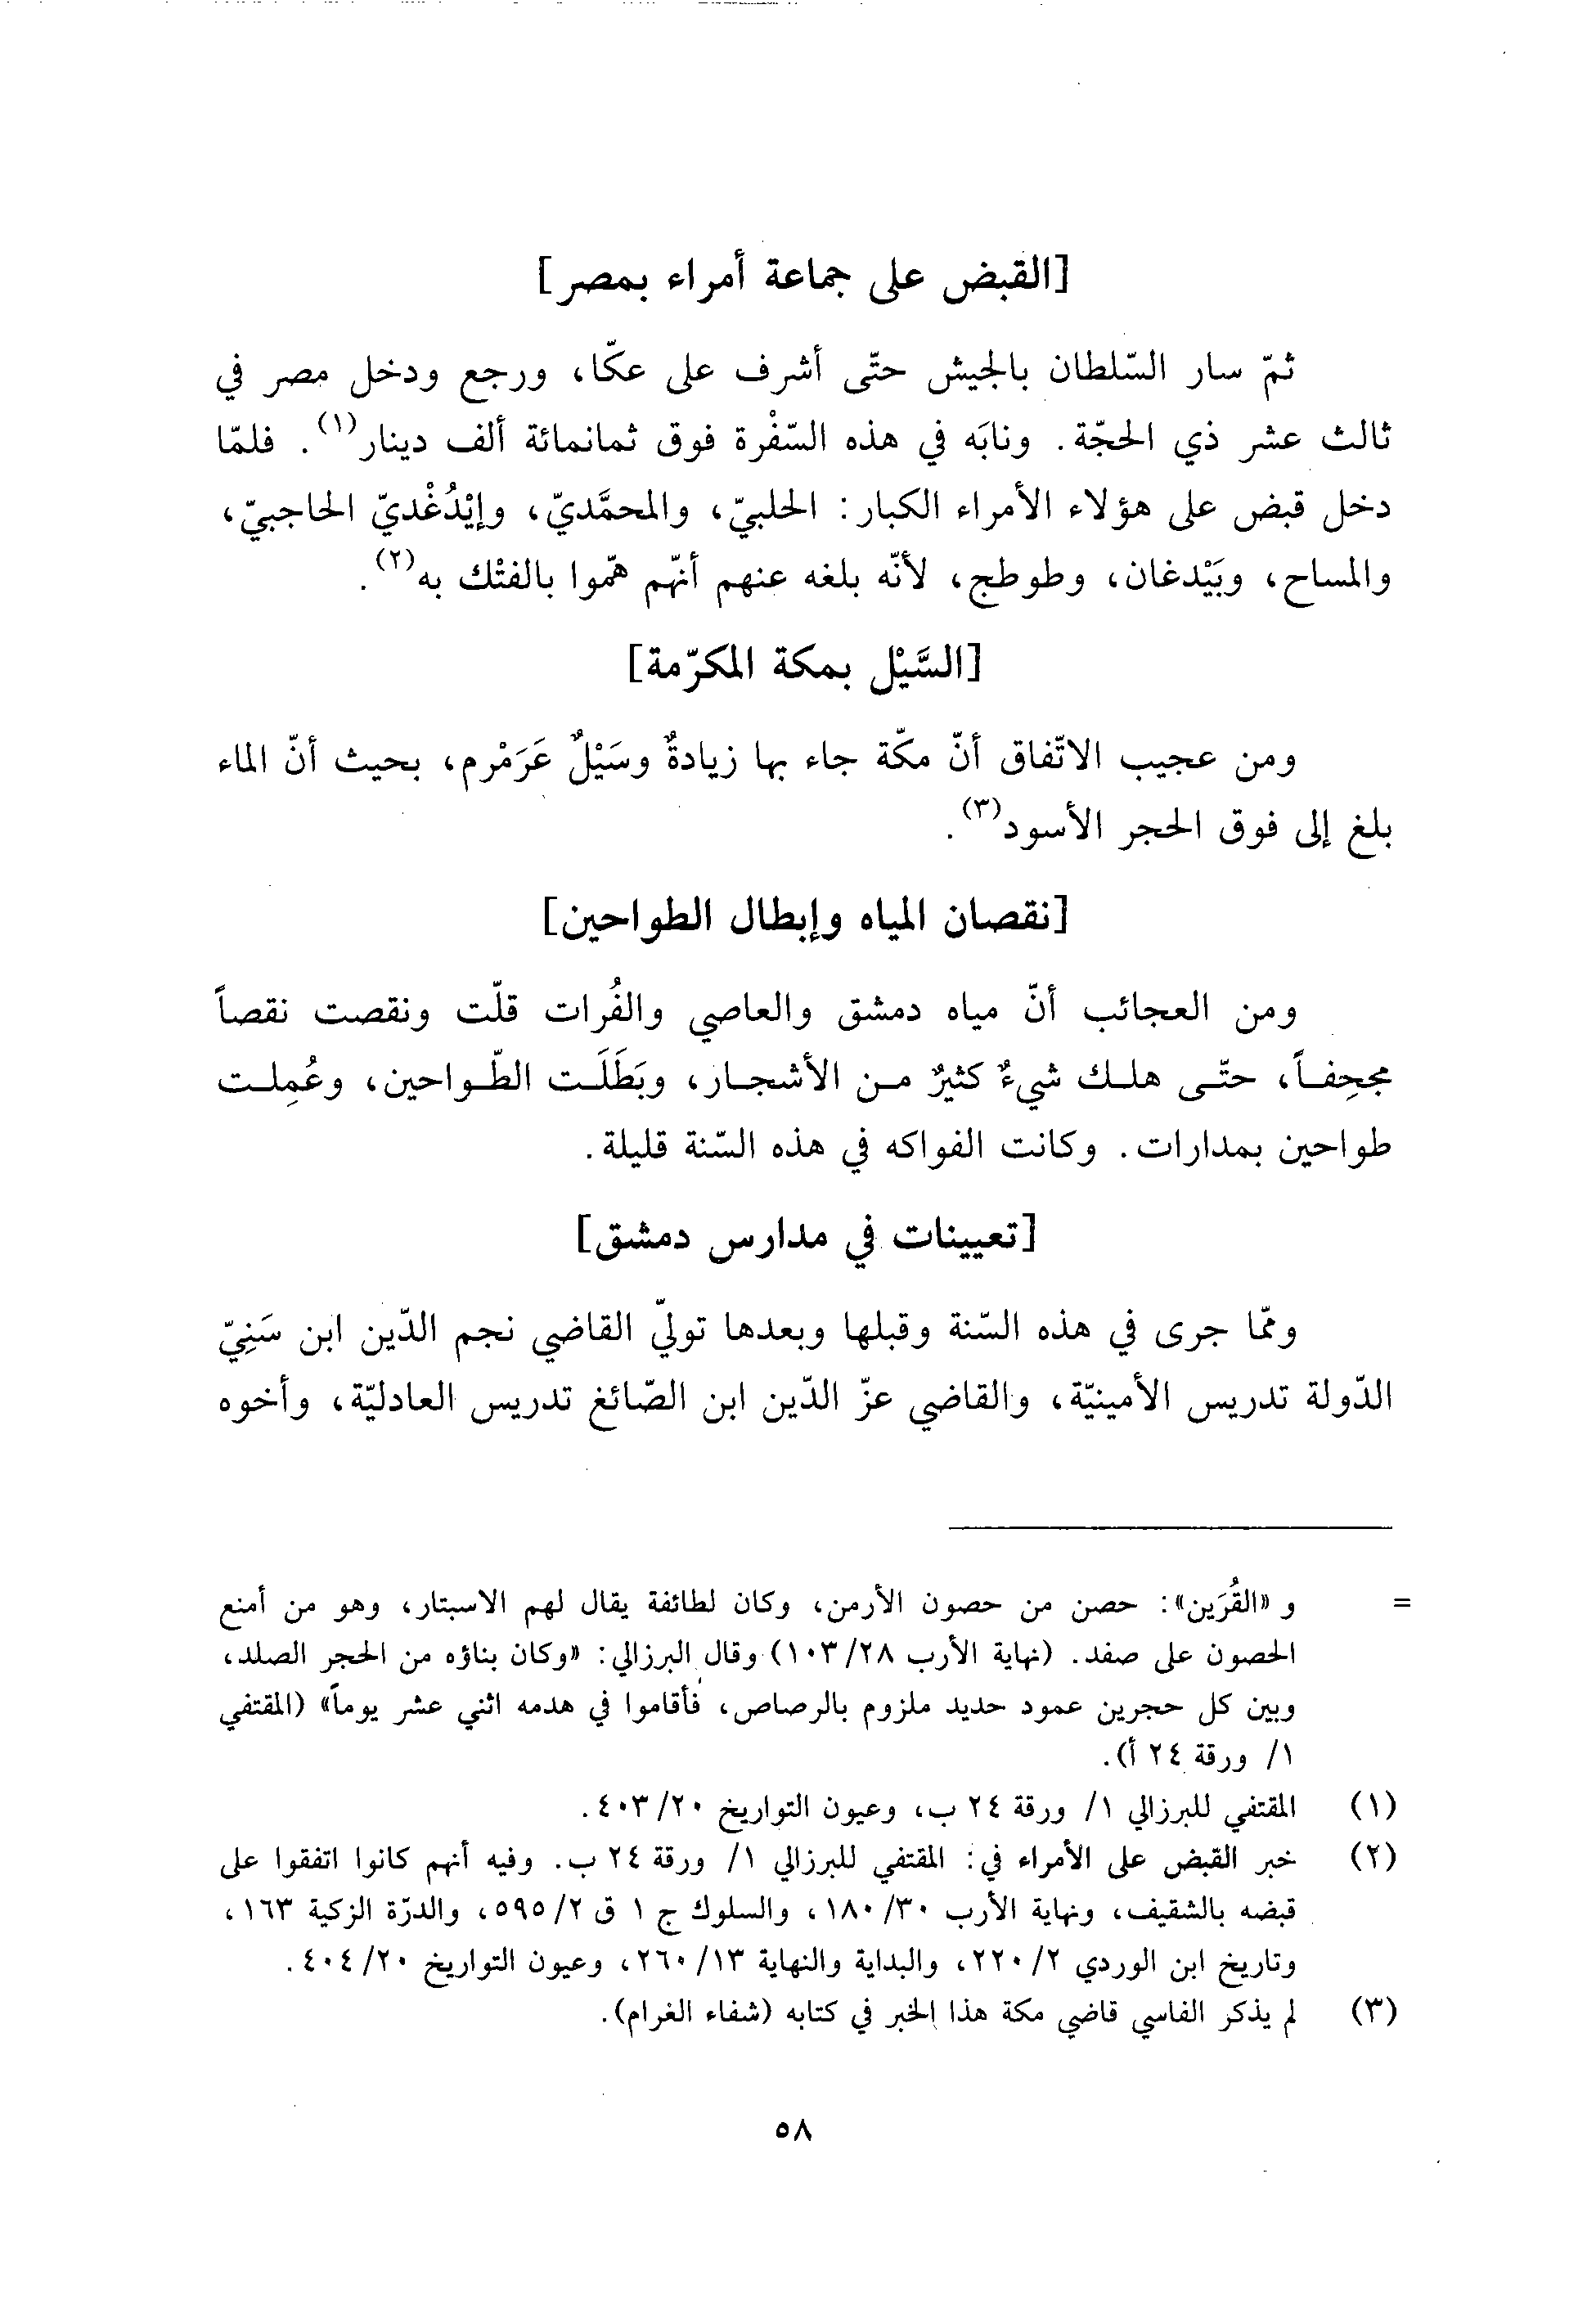 [القبض على جماعة أمراء بمصر]
ثمّ سار السّلطان بالجيش حتّى أشرف على عكّا، ورجع ودخل مصر في
ثالث عشر ذي الحجّة. ونابَه في هذه السّفْرة فوق ثمانمائة ألف دينار(١). فلمّا
دخل قبض على هؤلاء الأمراء الكبار: الحلبيّ، والمحمَّديّ، وإيْدُغْديّ الحاجبيّ،
والمساح، وبَيْدغان، وطوطج، لأنّه بلغه عنهم أنّهم همّوا بالفتْك به(٢).
[السَّيْل بمكة المكرّمة]
ومن عجيب الاتّفاق أنّ مكّة جاء بها زيادةٌ وسَيْلٌ عَرَمْرم، بحيث أنّ الماء
بلغ إلى فوق الحجر الأسود(٣).
[نقصان المياه وإبطال الطواحين]
ومن العجائب أنّ مياه دمشق والعاصي والفُرات قلّت ونقصت نقصاً
مجحِفاً، حتّى هلك شيءٌ كثيرٌ من الأشجار، وبَطَلَت الطّواحين، وعُمِلت
طواحين بمدارات. وكانت الفواكه في هذه السّنة قليلة.
[تعيينات في مدارس دمشق]
وممّا جرى في هذه السّنة وقبلها وبعدها تولّي القاضي نجم الدّين ابن سَنِيّ
الدّولة تدريس الأمينيّة، والقاضي عزّ الدّين ابن الصّائغ تدريس العادليّة، وأخوه
= و «القُرَين»: حصن من حصون الأرمن، وكان لطائفة يقال لهم الاسبتار، وهو من أمنع
الحصون على صفد. (نهاية الأرب ٢٨/ ١٠٣) وقال البرزالي: «وكان بناؤه من الحجر الصلد،
وبين كل حجرين عمود حديد ملزوم بالرصاص، فأقاموا في هدمه اثني عشر يوماً» (المقتفي
١/ ورقة ٢٤ أ).
(١) المقتفي للبرزالي ١/ ورقة ٢٤ ب، وعيون التواريخ ٢٠/ ٤٠٣.
(٢) خبر القبض على الأمراء في: المقتفي للبرزالي ١/ ورقة ٢٤ ب. وفيه أنهم كانوا اتفقوا على
قبضه بالشقيف، ونهاية الأرب ٣٠/ ١٨٠، والسلوك ج ١ ق ٢/ ٥٩٥، والدرّة الزكية ١٦٣،
وتاريخ ابن الوردي ٢/ ٢٢٠، والبداية والنهاية ١٣/ ٢٦٠، وعيون التواريخ ٢٠/ ٤٠٤.
(٣) لم يذكر الفاسي قاضي مكة هذا الخبر في كتابه (شفاء الغرام).
٥٨